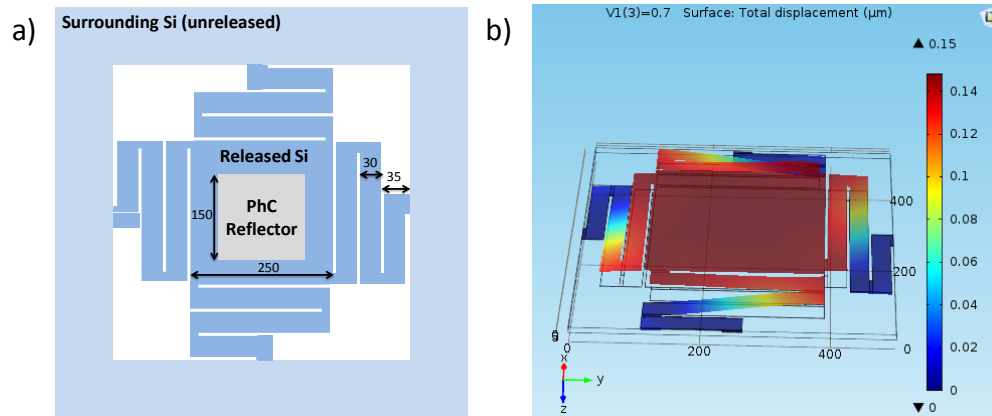 a)
Surrounding Si (unreleased)
Released Si
30
35
150
PhC
Reflector
250
b)
V1(3)=0.7 Surface: Total displacement (µm)
▲ 0.15
0.14
0.12
0.1
0.08
0.06
0.04
0.02
0
▼ 0
400
200
0
0
200
400
x
y
z